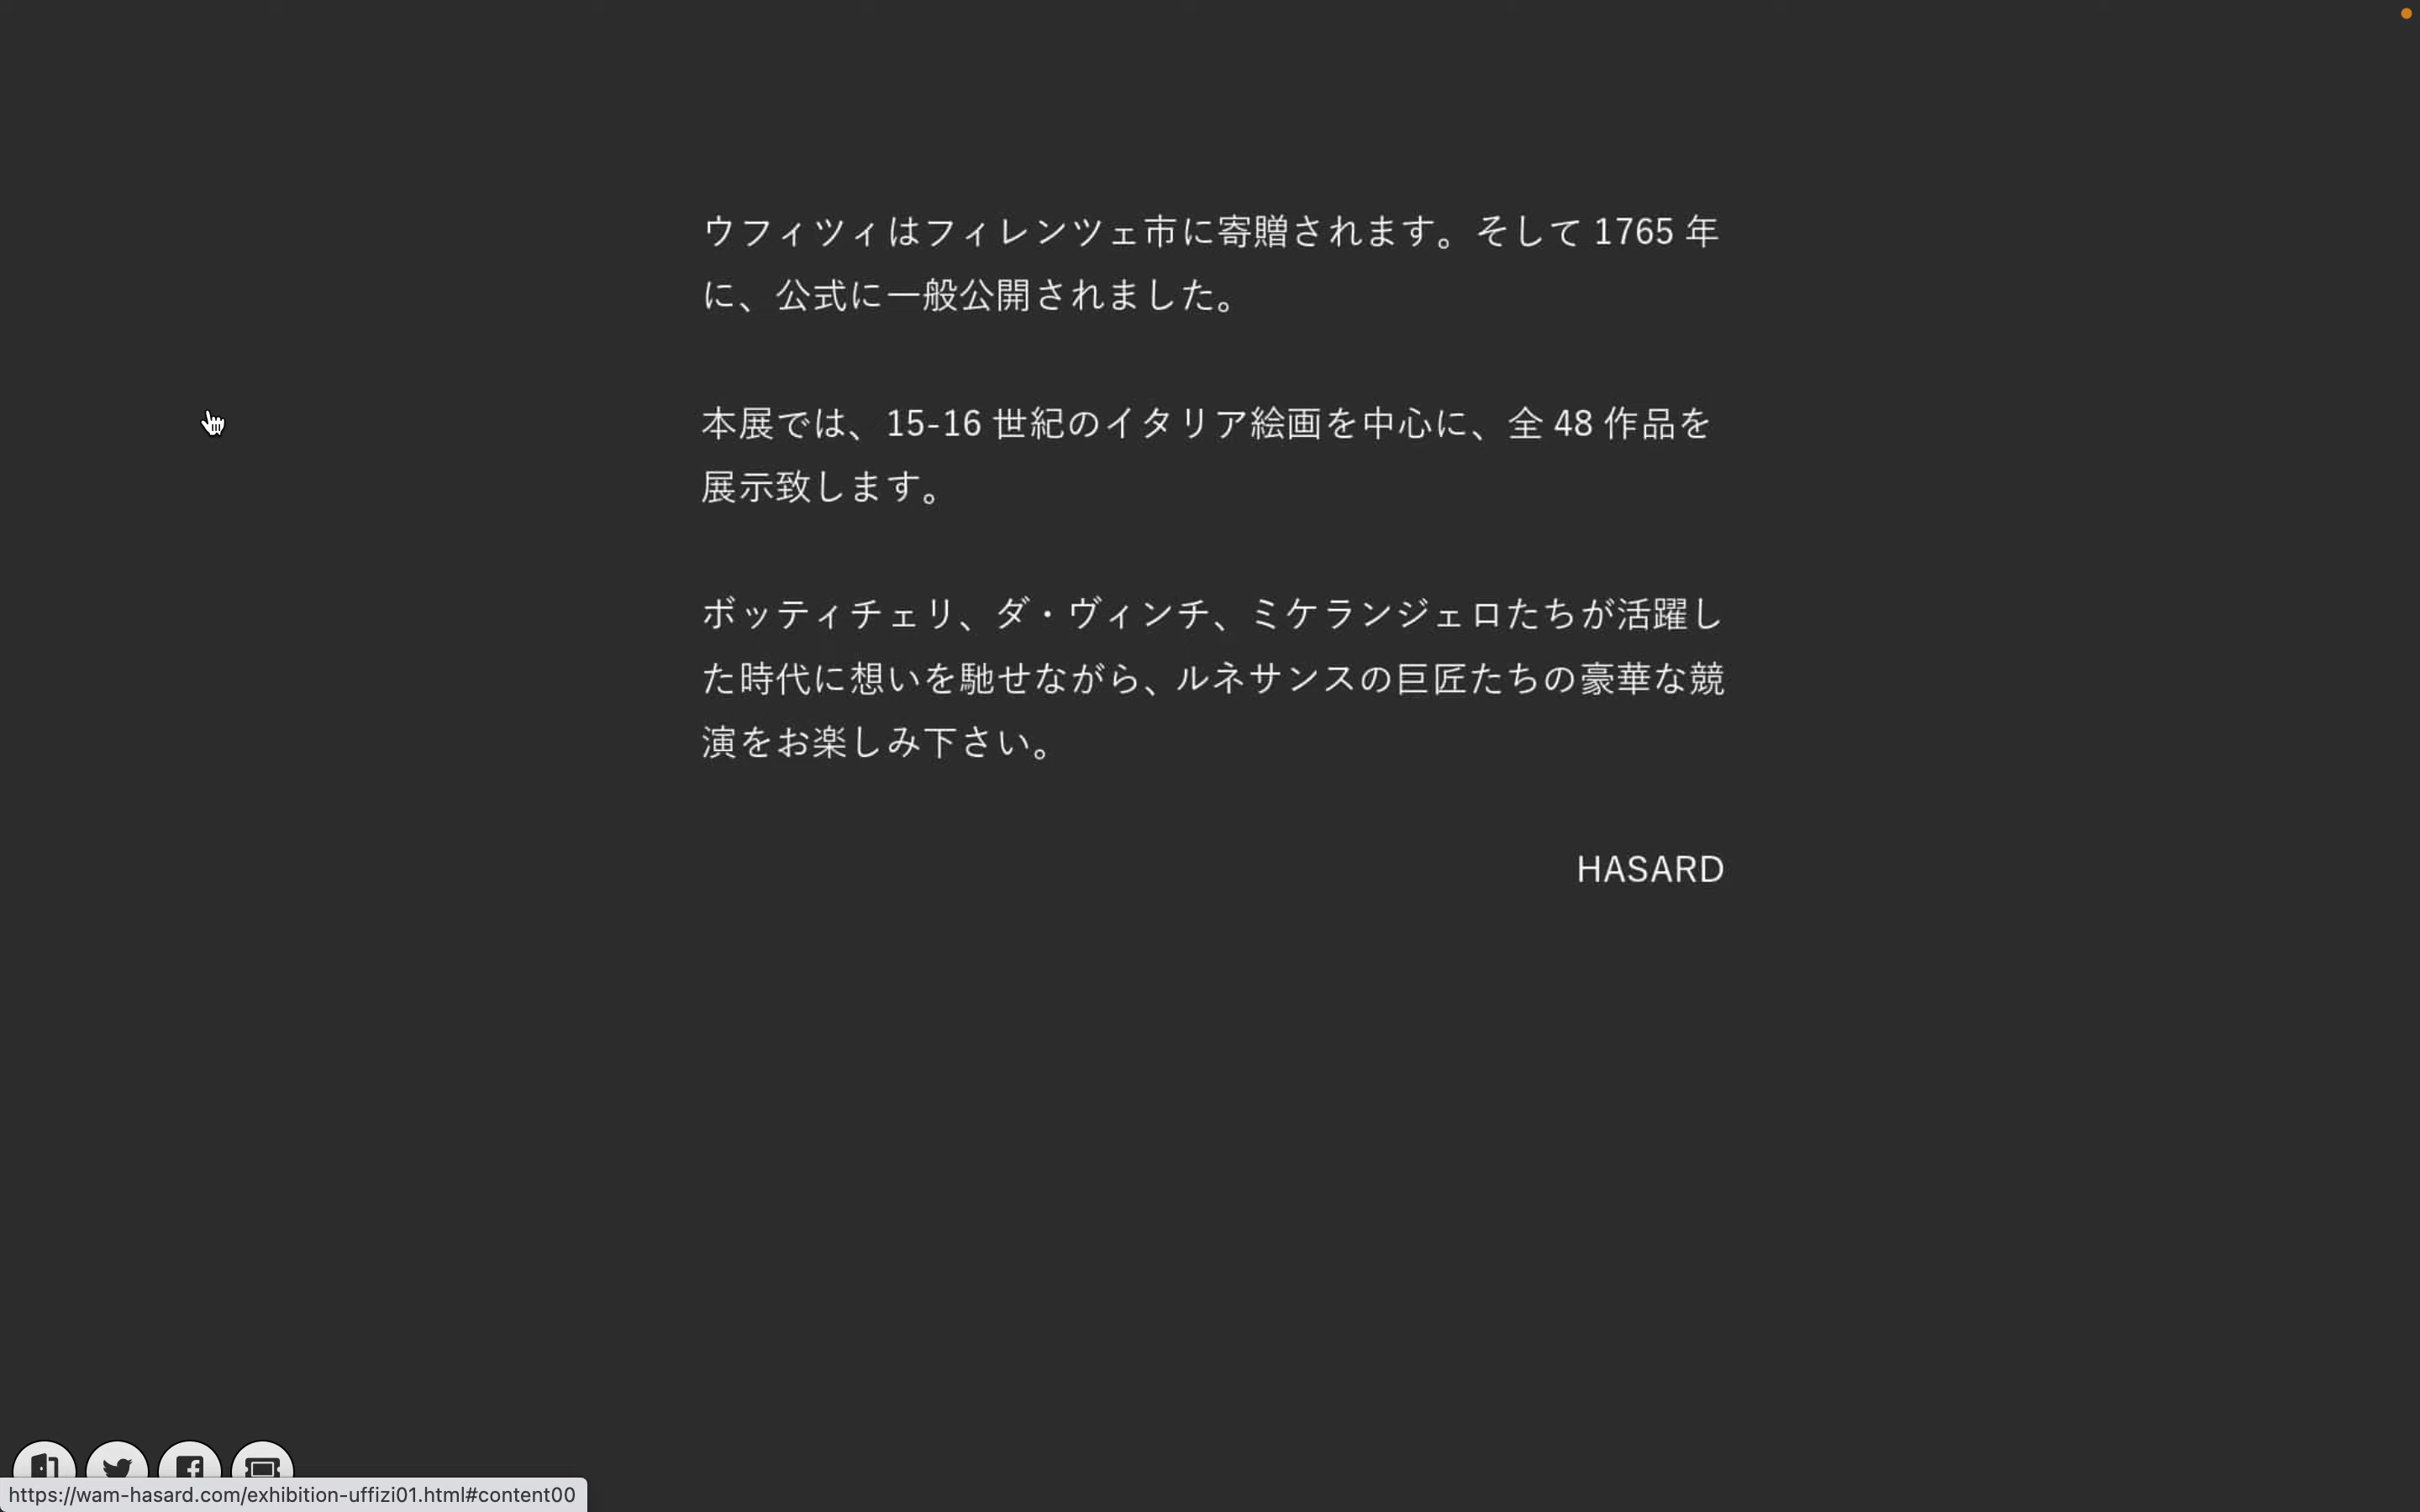 ウフィツィはフィレンツェ市に寄贈されます。そして 1765 年
に、公式に一般公開されました。
本展では、15-16 世紀のイタリア絵画を中心に、全 48 作品を
展示致します。
ボッティチェリ、ダ・ヴィンチ、ミケランジェロたちが活躍し
た時代に想いを馳せながら、ルネサンスの巨匠たちの豪華な競
演をお楽しみ下さい。
HASARD
https://wam-hasard.com/exhibition-uffizi01.html#content00